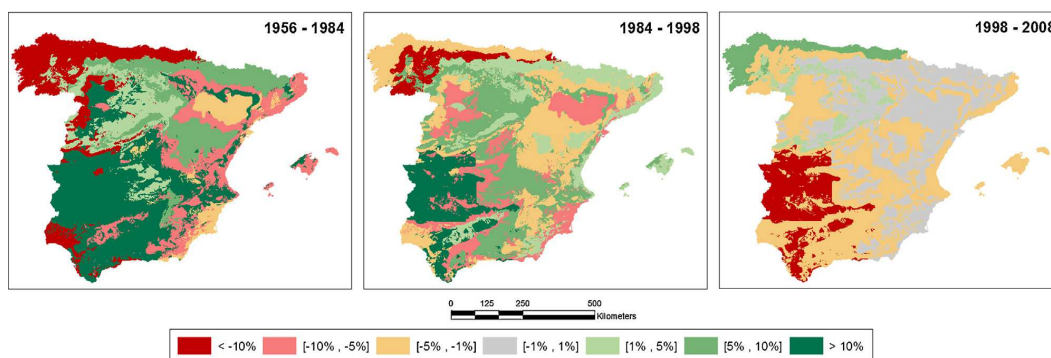 1956 - 1984
1984 - 1998
1998 - 2008
0 125 250 500
Kilometers
< -10% [-10% , -5%] [-5% , -1%] [-1% , 1%] [1% , 5%] [5% , 10%] > 10%